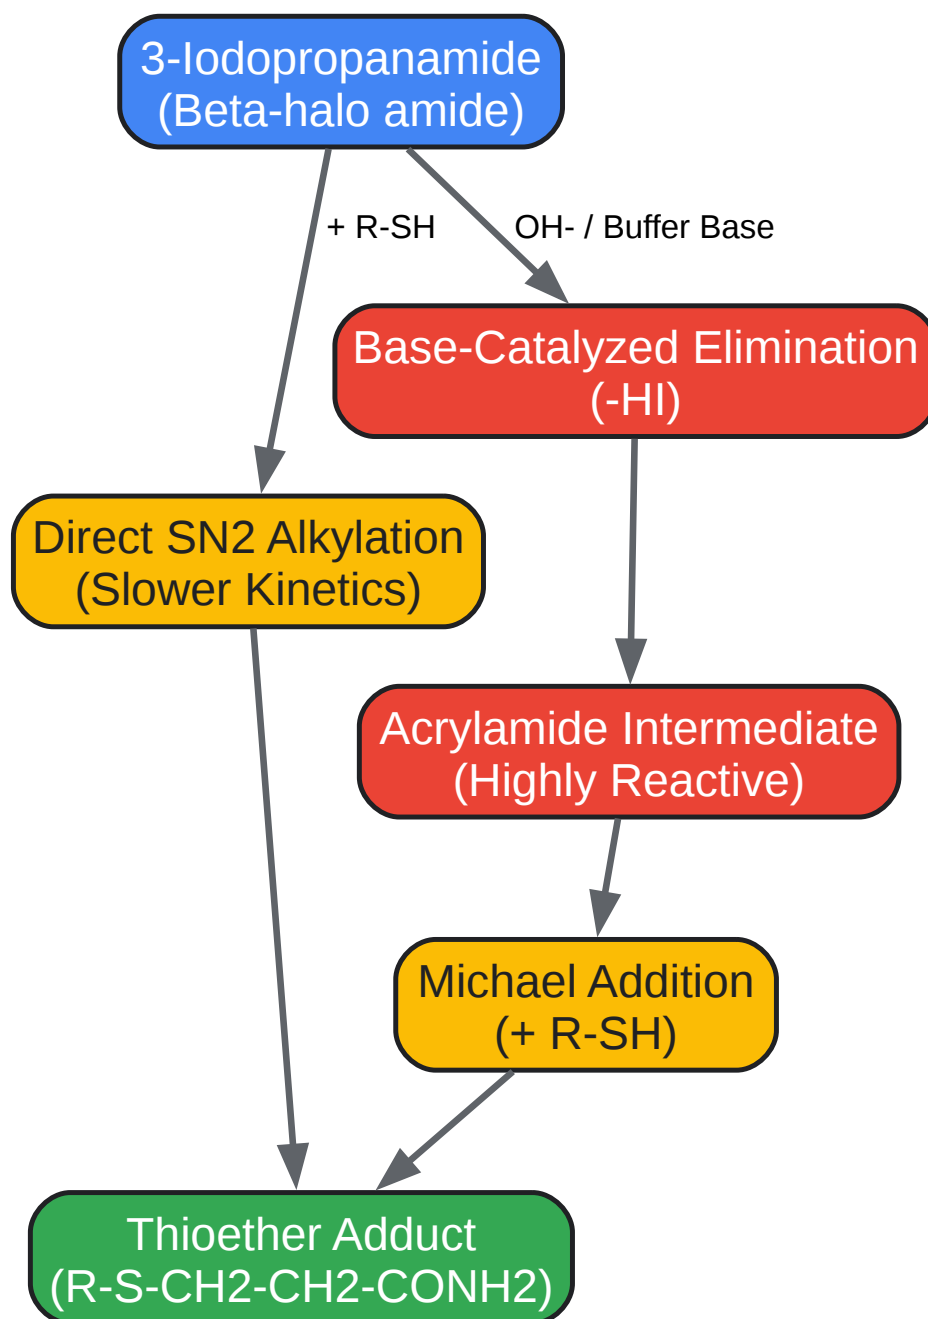 3-Iodopropanamide
(Beta-halo amide)
+ R-SH
OH- / Buffer Base
Base-Catalyzed Elimination
(-HI)
Direct SN2 Alkylation
(Slower Kinetics)
Acrylamide Intermediate
(Highly Reactive)
Michael Addition
(+ R-SH)
Thioether Adduct
(R-S-CH2-CH2-CONH2)